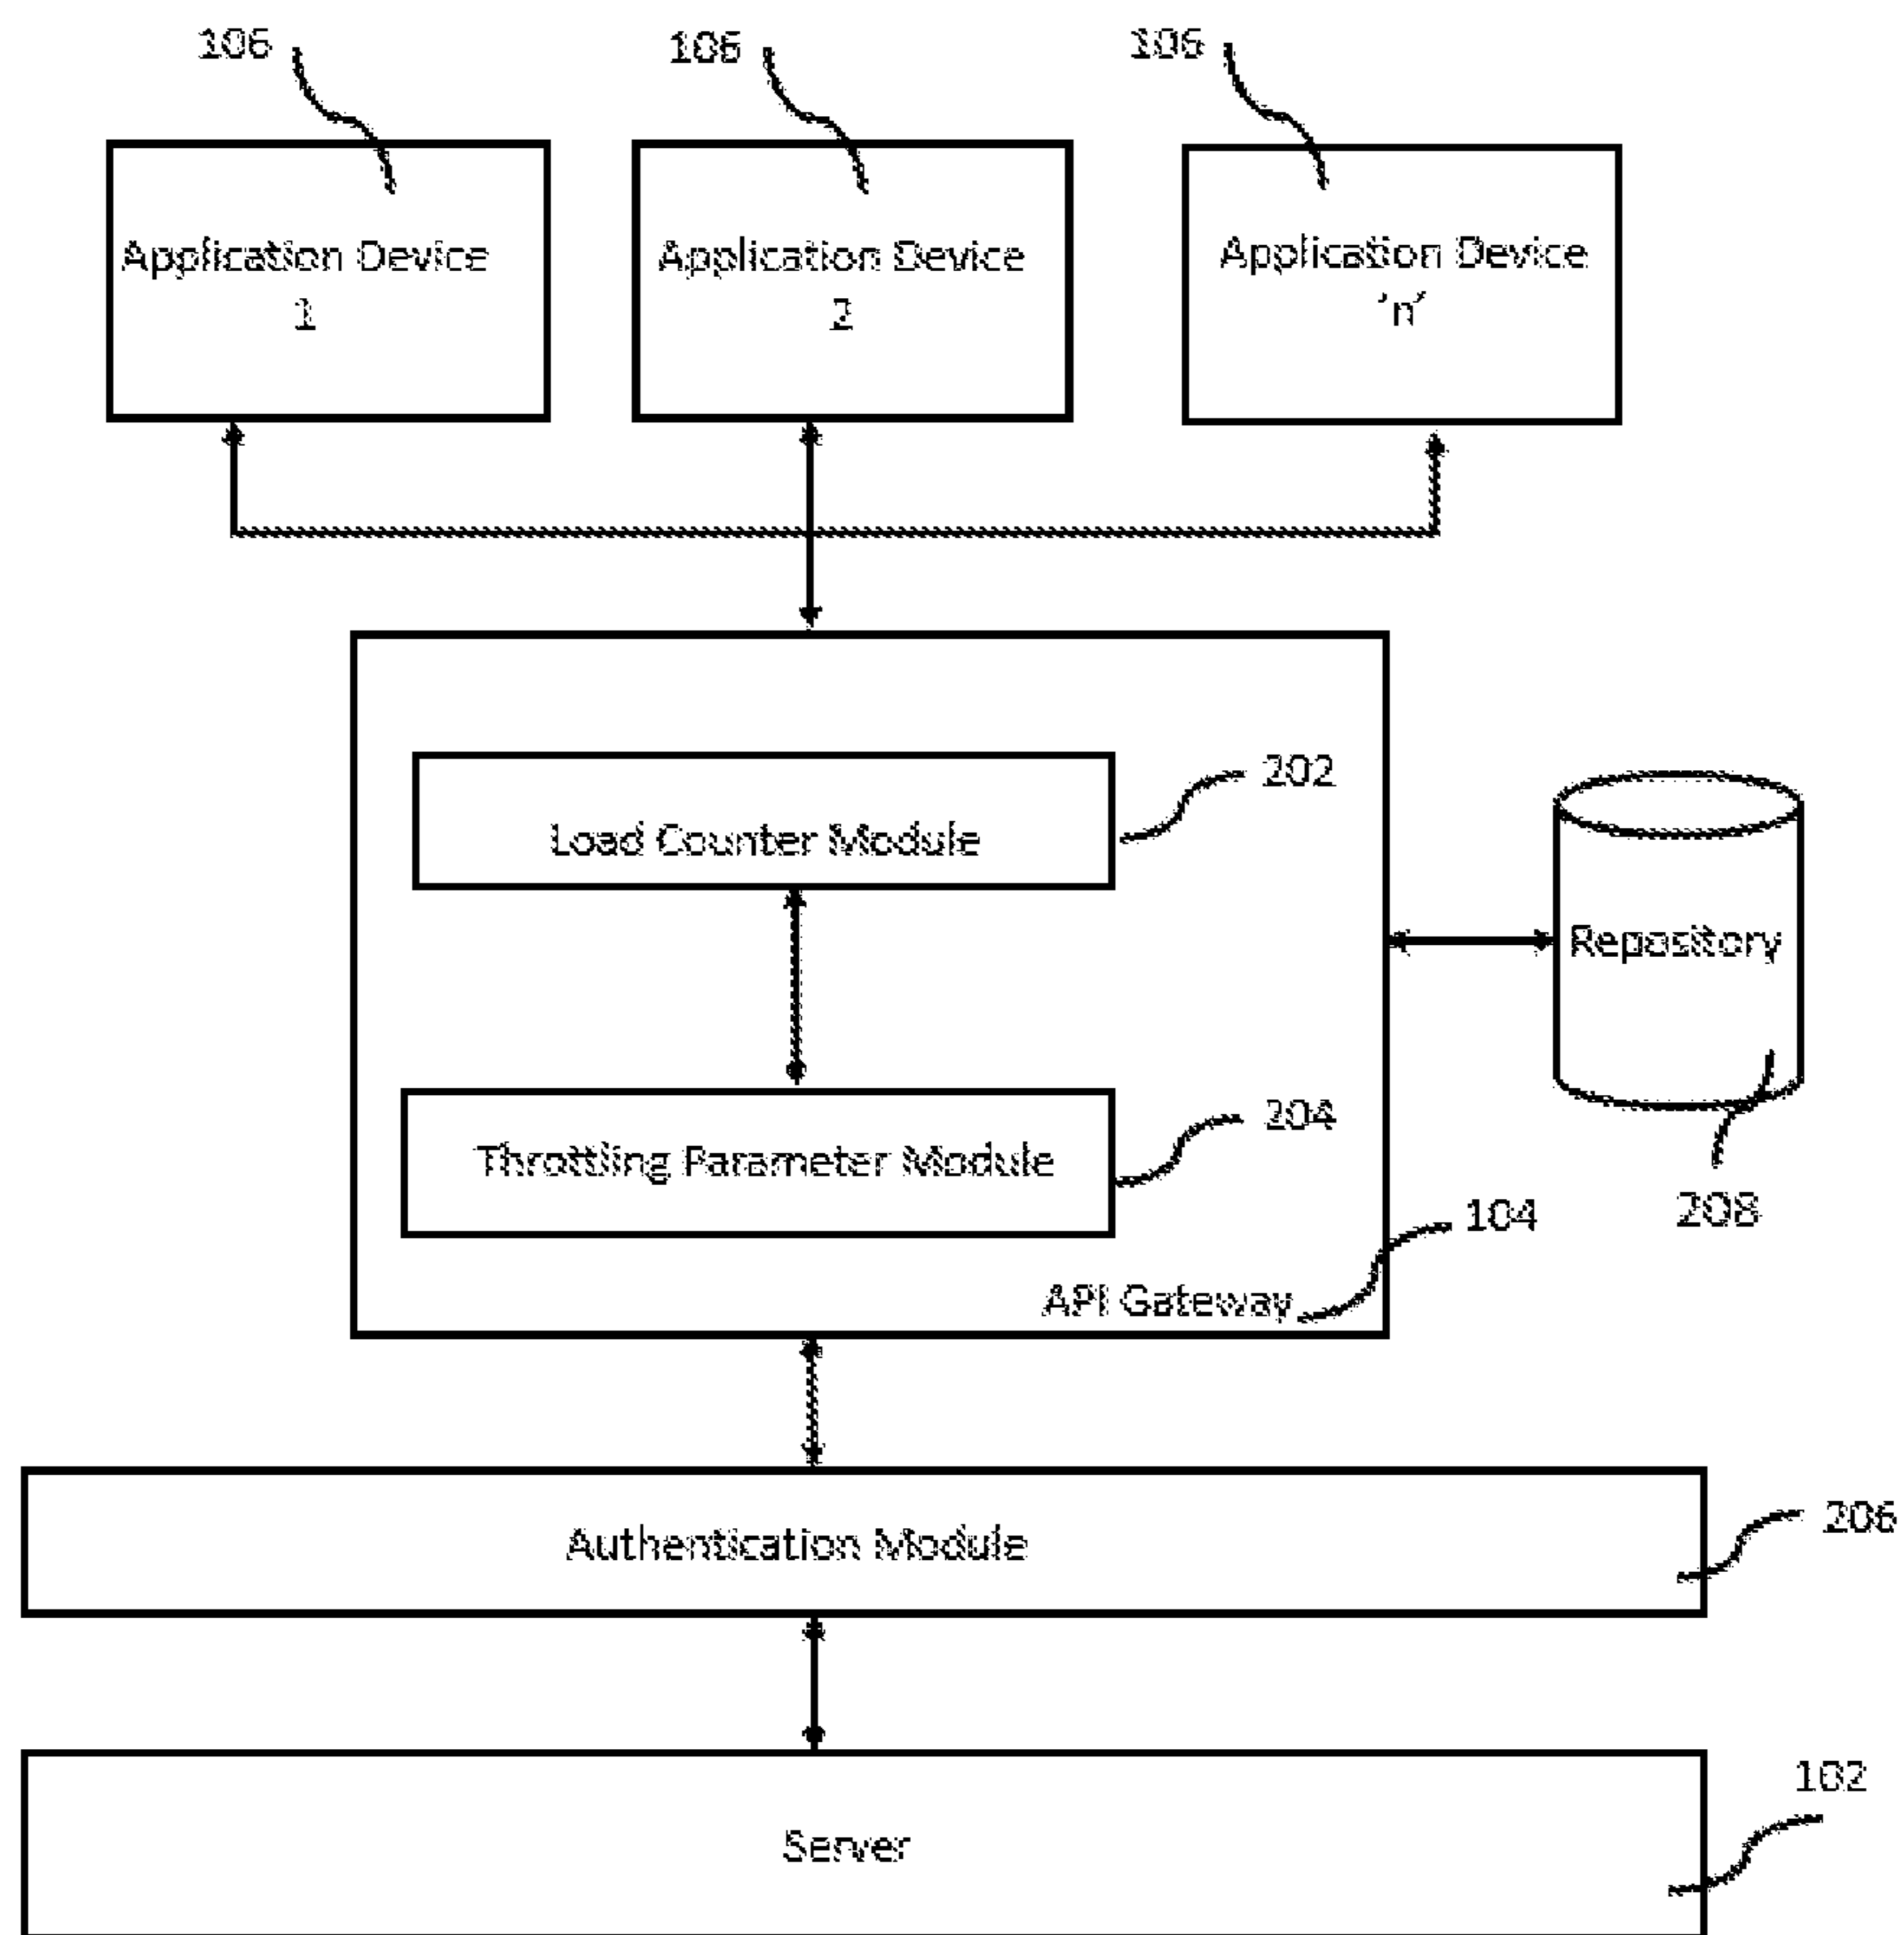 106
106
106
Application Device
1
Application Device
2
Application Device
'n'
202
Load Counter Module
Repository
204
Throttling Parameter Module
208
104
API Gateway
206
Authentication Module
102
Server